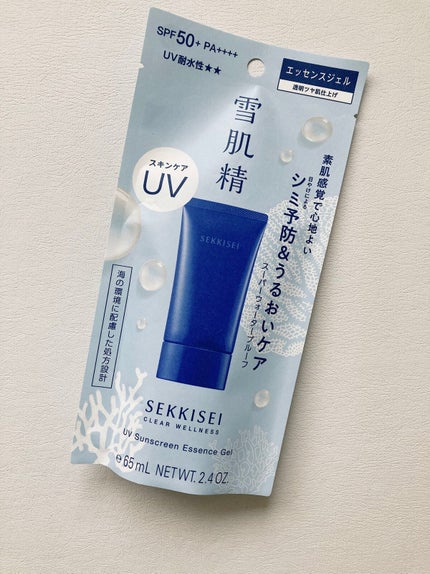 SPF50+ PA++++
UV耐水性★★
エッセンスジェル
透明ツヤ肌仕上げ
雪肌精
スキンケア
UV
素肌感覚で心地よい
日やけによる
シミ予防&うるおいケア
スーパーウォータープルーフ
SEKKISEI
海の環境に配慮した処方設計
SEKKISEI
CLEAR WELLNESS
UV Sunscreen Essence Gel
℮65mL NET WT. 2.4 OZ.